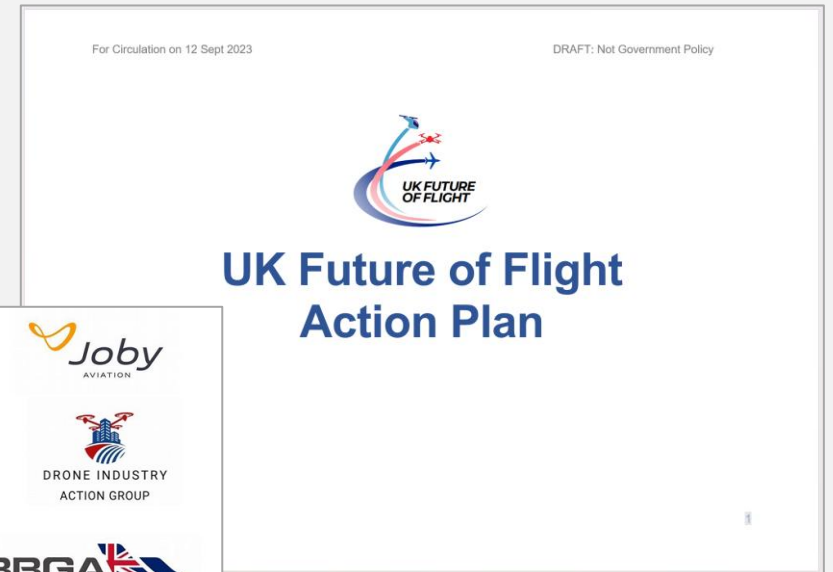 For Circulation on 12 Sept 2023
DRAFT: Not Government Policy
UK FUTURE
OF FLIGHT
UK Future of Flight
Action Plan
Joby
AVIATION
DRONE INDUSTRY
ACTION GROUP
1